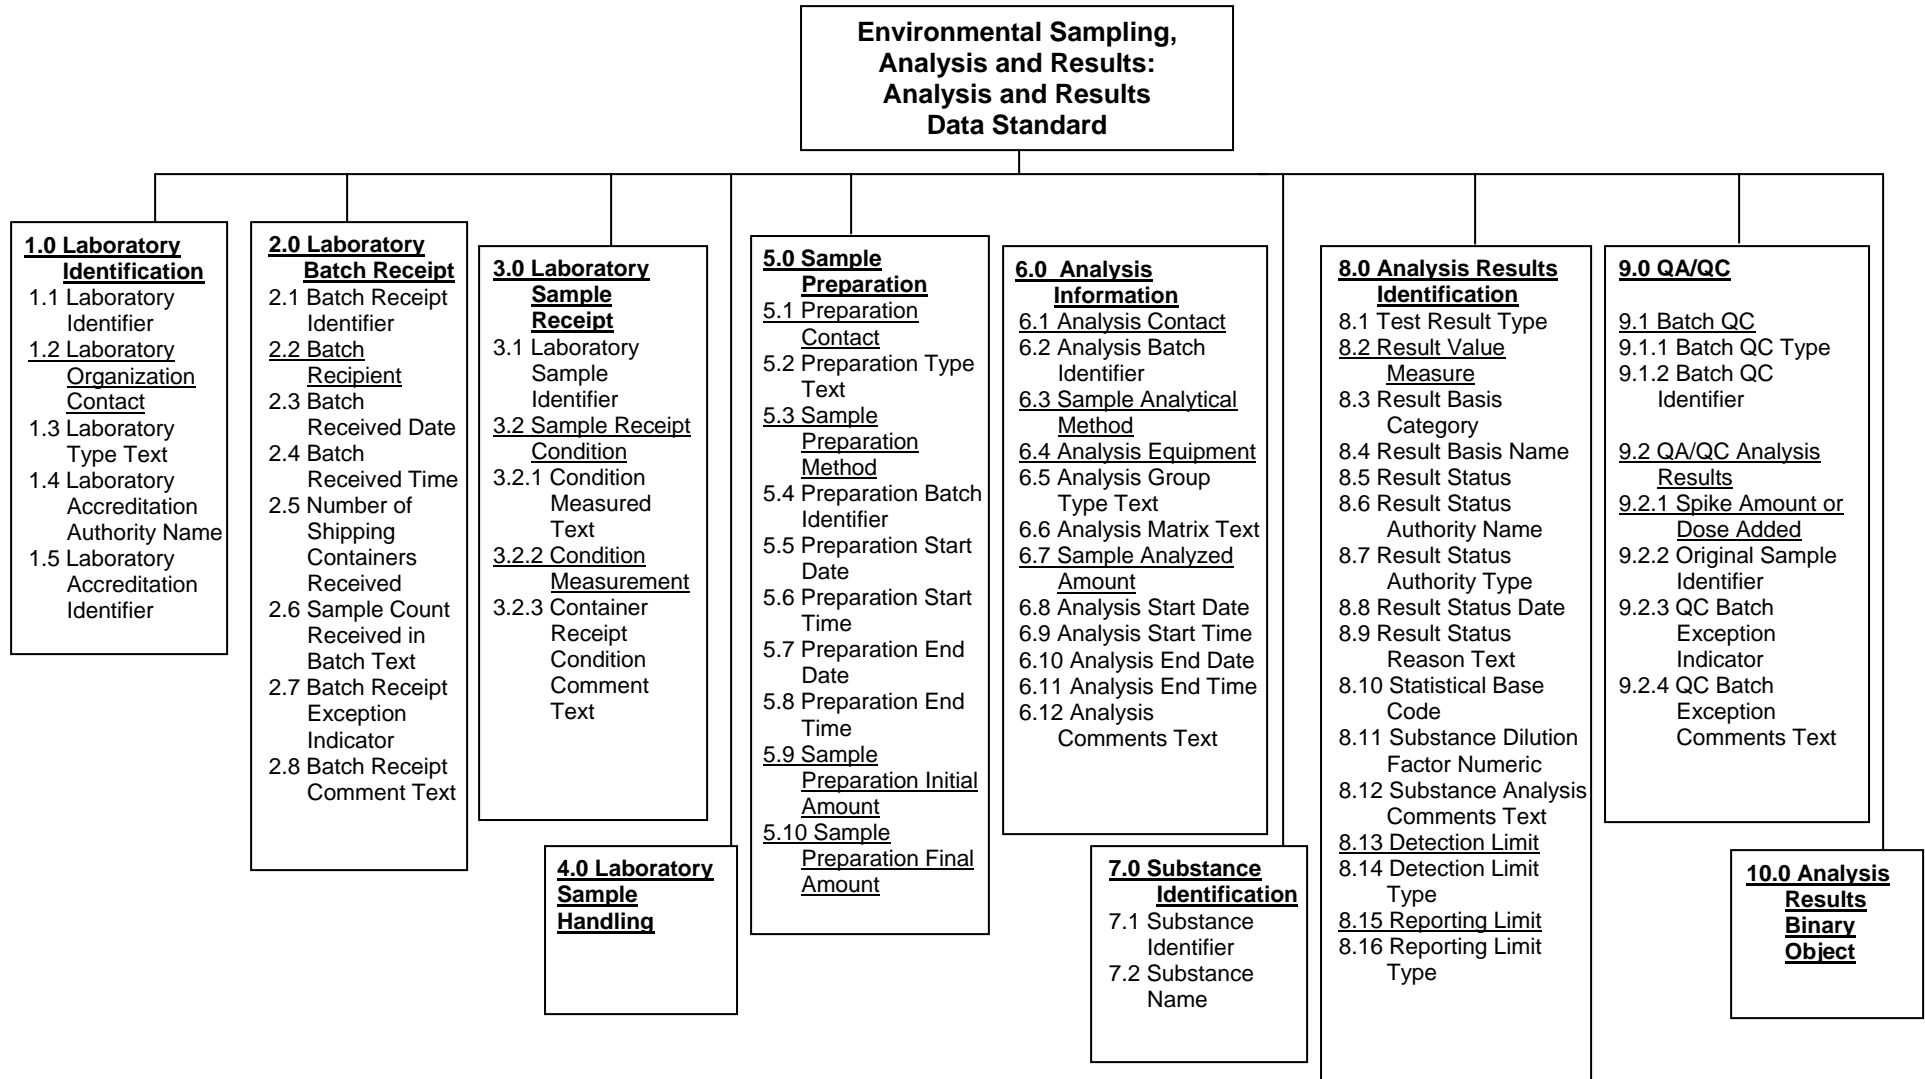 Environmental Sampling,
Analysis and Results:
Analysis and Results
Data Standard
1.0 Laboratory
Identification
1.1 Laboratory
Identifier
1.2 Laboratory
Organization
Contact
1.3 Laboratory
Type Text
1.4 Laboratory
Accreditation
Authority Name
1.5 Laboratory
Accreditation
Identifier
2.0 Laboratory
Batch Receipt
2.1 Batch Receipt
Identifier
2.2 Batch
Recipient
2.3 Batch
Received Date
2.4 Batch
Received Time
2.5 Number of
Shipping
Containers
Received
2.6 Sample Count
Received in
Batch Text
2.7 Batch Receipt
Exception
Indicator
2.8 Batch Receipt
Comment Text
3.0 Laboratory
Sample
Receipt
3.1 Laboratory
Sample
Identifier
3.2 Sample Receipt
Condition
3.2.1 Condition
Measured
Text
3.2.2 Condition
Measurement
3.2.3 Container
Receipt
Condition
Comment
Text
4.0 Laboratory
Sample
Handling
5.0 Sample
Preparation
5.1 Preparation
Contact
5.2 Preparation Type
Text
5.3 Sample
Preparation
Method
5.4 Preparation Batch
Identifier
5.5 Preparation Start
Date
5.6 Preparation Start
Time
5.7 Preparation End
Date
5.8 Preparation End
Time
5.9 Sample
Preparation Initial
Amount
5.10 Sample
Preparation Final
Amount
6.0 Analysis
Information
6.1 Analysis Contact
6.2 Analysis Batch
Identifier
6.3 Sample Analytical
Method
6.4 Analysis Equipment
6.5 Analysis Group
Type Text
6.6 Analysis Matrix Text
6.7 Sample Analyzed
Amount
6.8 Analysis Start Date
6.9 Analysis Start Time
6.10 Analysis End Date
6.11 Analysis End Time
6.12 Analysis
Comments Text
7.0 Substance
Identification
7.1 Substance
Identifier
7.2 Substance
Name
8.0 Analysis Results
Identification
8.1 Test Result Type
8.2 Result Value
Measure
8.3 Result Basis
Category
8.4 Result Basis Name
8.5 Result Status
8.6 Result Status
Authority Name
8.7 Result Status
Authority Type
8.8 Result Status Date
8.9 Result Status
Reason Text
8.10 Statistical Base
Code
8.11 Substance Dilution
Factor Numeric
8.12 Substance Analysis
Comments Text
8.13 Detection Limit
8.14 Detection Limit
Type
8.15 Reporting Limit
8.16 Reporting Limit
Type
9.0 QA/QC
9.1 Batch QC
9.1.1 Batch QC Type
9.1.2 Batch QC
Identifier
9.2 QA/QC Analysis
Results
9.2.1 Spike Amount or
Dose Added
9.2.2 Original Sample
Identifier
9.2.3 QC Batch
Exception
Indicator
9.2.4 QC Batch
Exception
Comments Text
10.0 Analysis
Results
Binary
Object